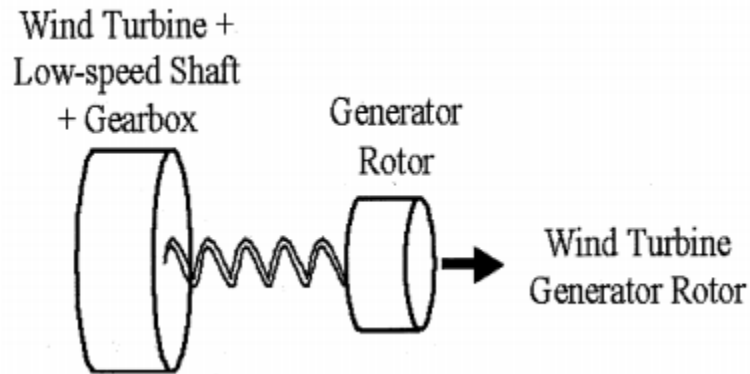 Wind Turbine +
Low-speed Shaft
+ Gearbox
Generator
Rotor
Wind Turbine
Generator Rotor